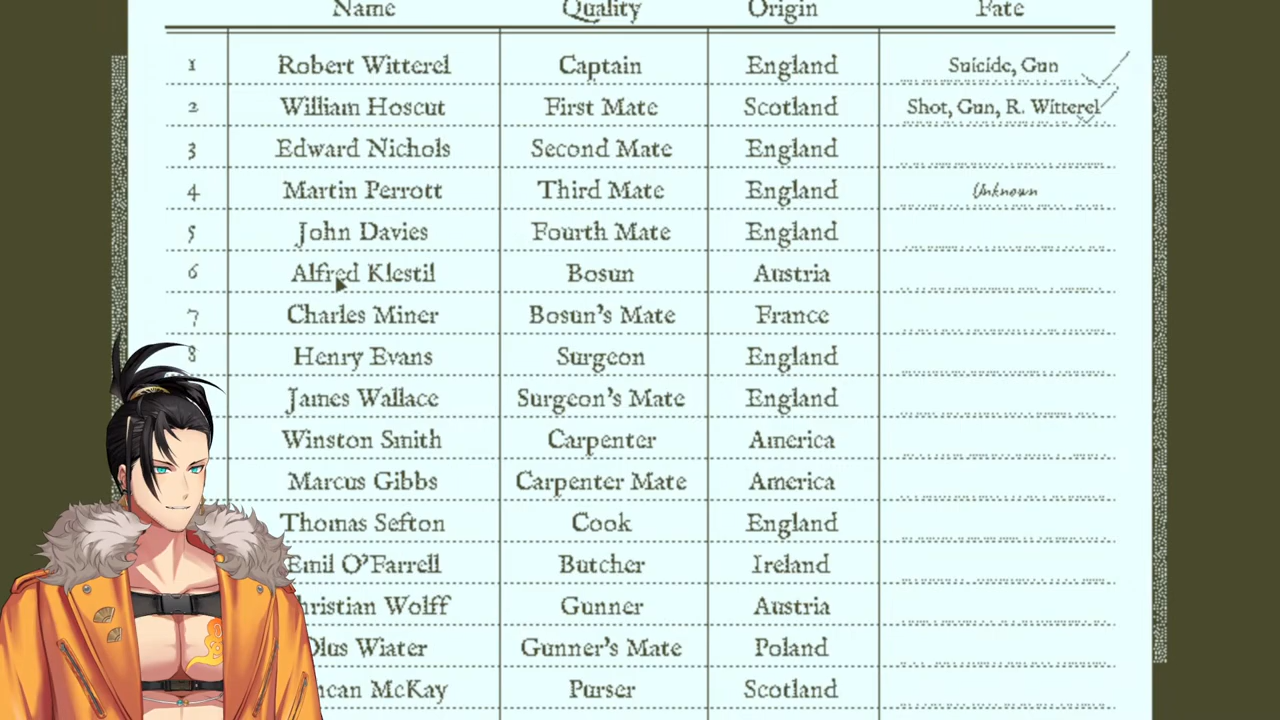 Name Quality Origin Fate
1 Robert Witterel Captain England Suicide, Gun
2 William Hoscut First Mate Scotland Shot, Gun, R. Witterel
3 Edward Nichols Second Mate England
4 Martin Perrott Third Mate England Unknown
5 John Davies Fourth Mate England
6 Alfred Klestil Bosun Austria
7 Charles Miner Bosun's Mate France
8 Henry Evans Surgeon England
James Wallace Surgeon's Mate England
Winston Smith Carpenter America
Marcus Gibbs Carpenter Mate America
Thomas Sefton Cook England
Emil O'Farrell Butcher Ireland
Wolff Gunner Austria
Wiater Gunner's Mate Poland
McKay Purser Scotland